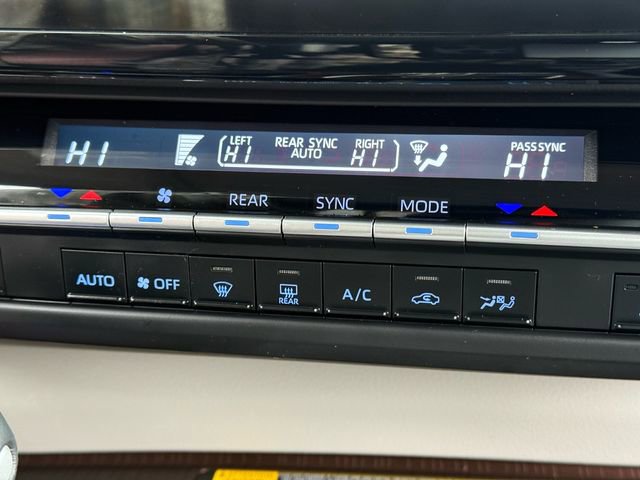 HI
LEFT
HI
REAR SYNC
AUTO
RIGHT
HI
PASS SYNC
HI
REAR SYNC MODE
AUTO OFF REAR A/C